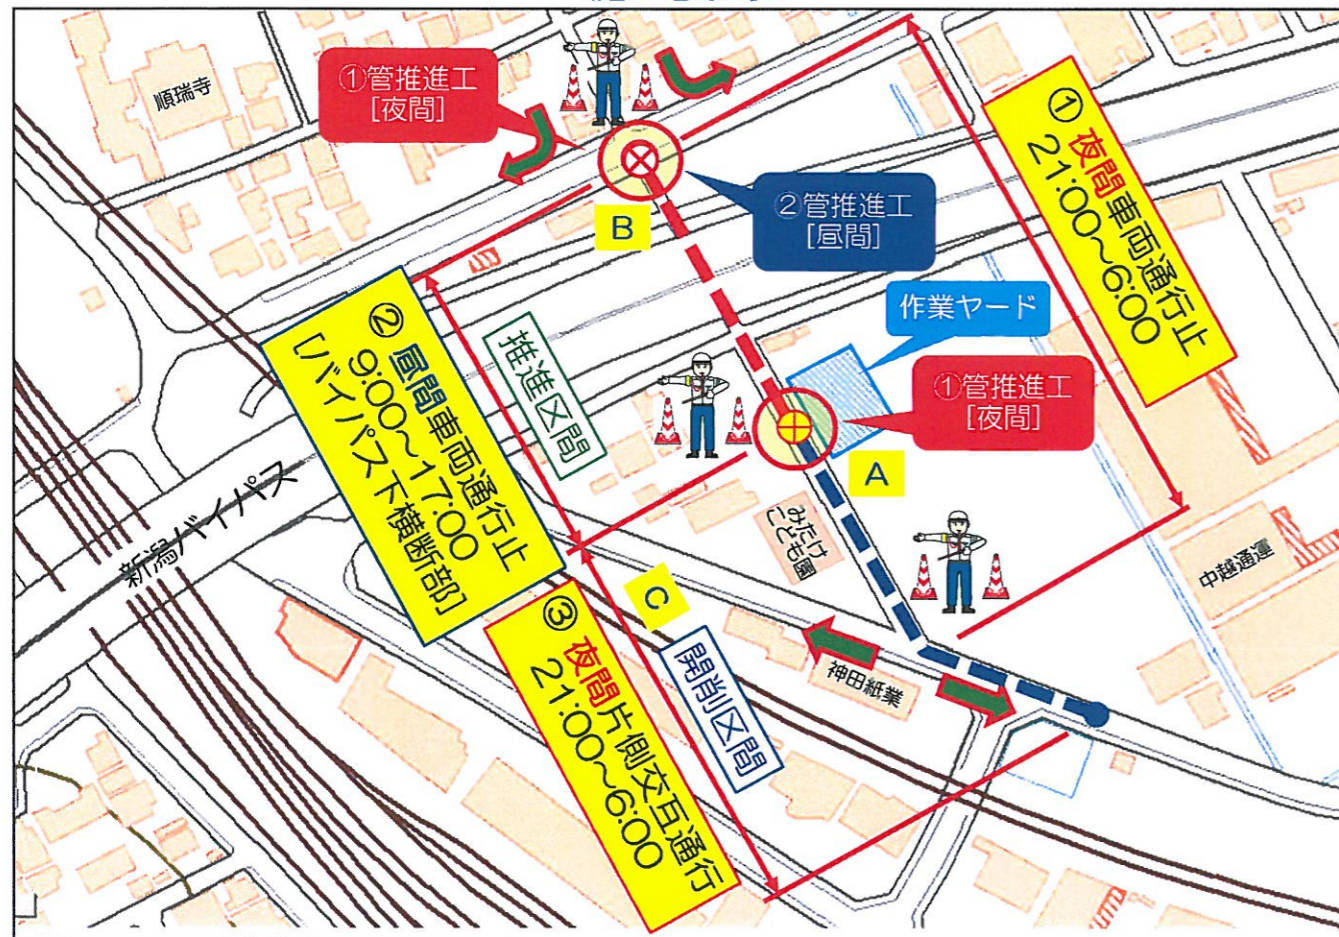 順瑞寺
①管推進工
[夜間]
B
②管推進工
[昼間]
① 夜間車両通行止
21:00～6:00
作業ヤード
①管推進工
[夜間]
A
② 昼間車両通行止
9:00～17:00
[バイパス下横断部]
推進区間
新潟バイパス
みたけ
こども園
中越通運
C
③ 夜間片側交互通行
21:00～6:00
開削区間
神田紙業